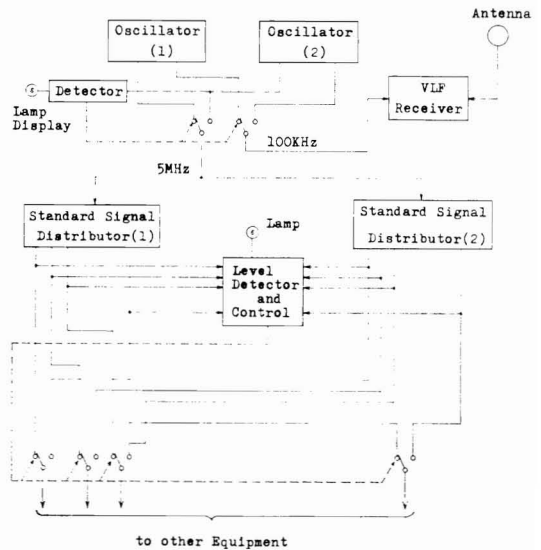 Antenna
Oscillator
(1)
Oscillator
(2)
Detector
Lamp
Display
VLF
Receiver
100KHz
5MHz
Standard Signal
Distributor(1)
Lamp
Standard Signal
Distributor(2)
Level
Detector
and
Control
to other Equipment